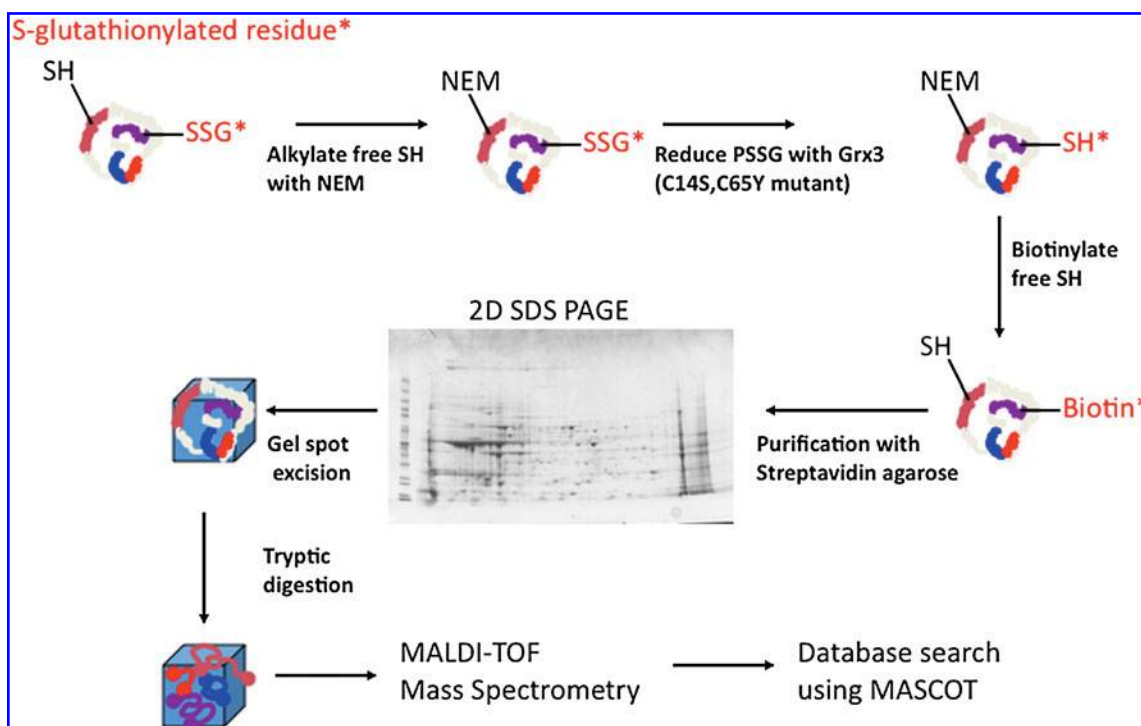 S-glutathionylated residue*
SH
SSG*
Alkylate free SH
with NEM
NEM
SSG*
Reduce PSSG with Grx3
(C14S,C65Y mutant)
NEM
SH*
Biotinylate
free SH
SH
Biotin*
Purification with
Streptavidin agarose
2D SDS PAGE
Gel spot
excision
Tryptic
digestion
MALDI-TOF
Mass Spectrometry
Database search
using MASCOT